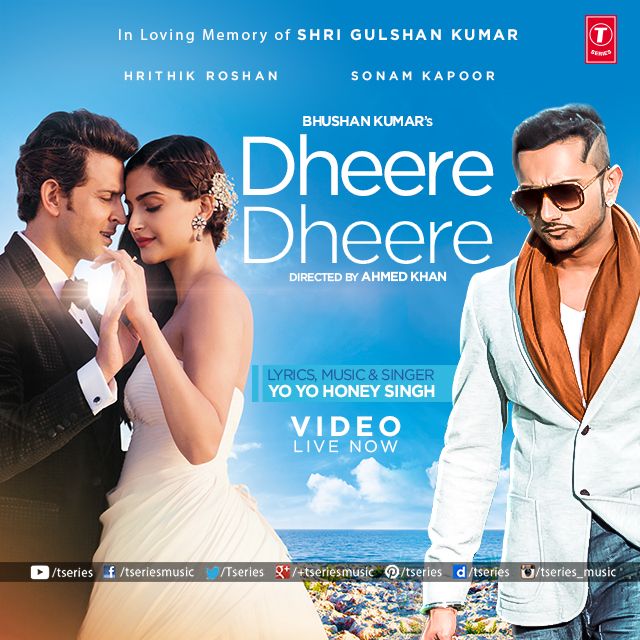 In Loving Memory of SHRI GULSHAN KUMAR
T
SERIES
HRITHIK ROSHAN
SONAM KAPOOR
BHUSHAN KUMAR's
Dheere
Dheere
DIRECTED BY AHMED KHAN
LYRICS, MUSIC & SINGER
YO YO HONEY SINGH
VIDEO
LIVE NOW
/tseries f /tseriesmusic /Tseries g+ /+tseriesmusic /tseries d /tseries /tseries_music